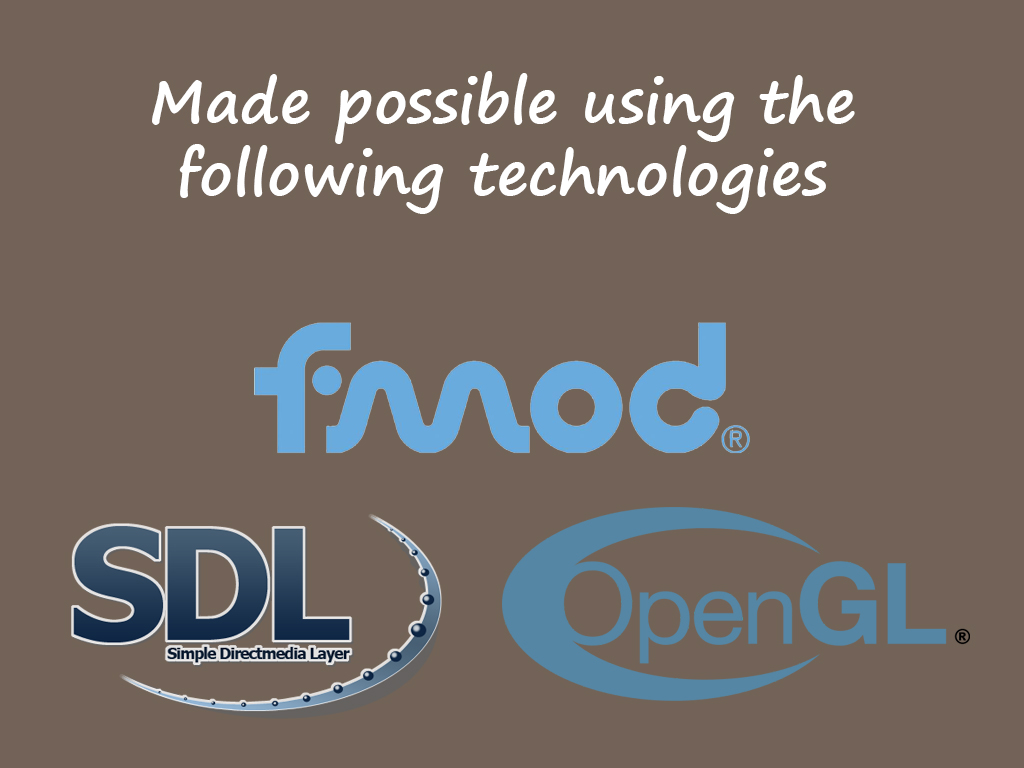 Made possible using the
following technologies
fmod®
SDL
Simple Directmedia Layer
OpenGL®